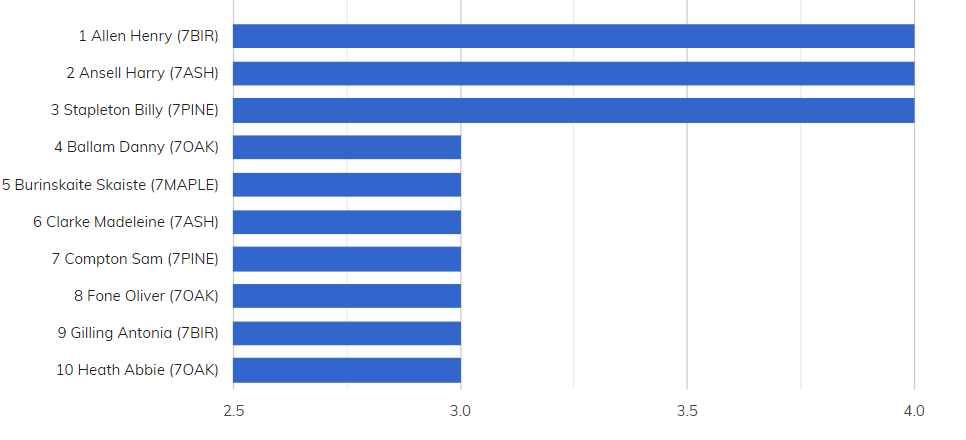 1 Allen Henry (7BIR)
2 Ansell Harry (7ASH)
3 Stapleton Billy (7PINE)
4 Ballam Danny (7OAK)
5 Burinskaite Skaiste (7MAPLE)
6 Clarke Madeleine (7ASH)
7 Compton Sam (7PINE)
8 Fone Oliver (7OAK)
9 Gilling Antonia (7BIR)
10 Heath Abbie (7OAK)
2.5 3.0 3.5 4.0